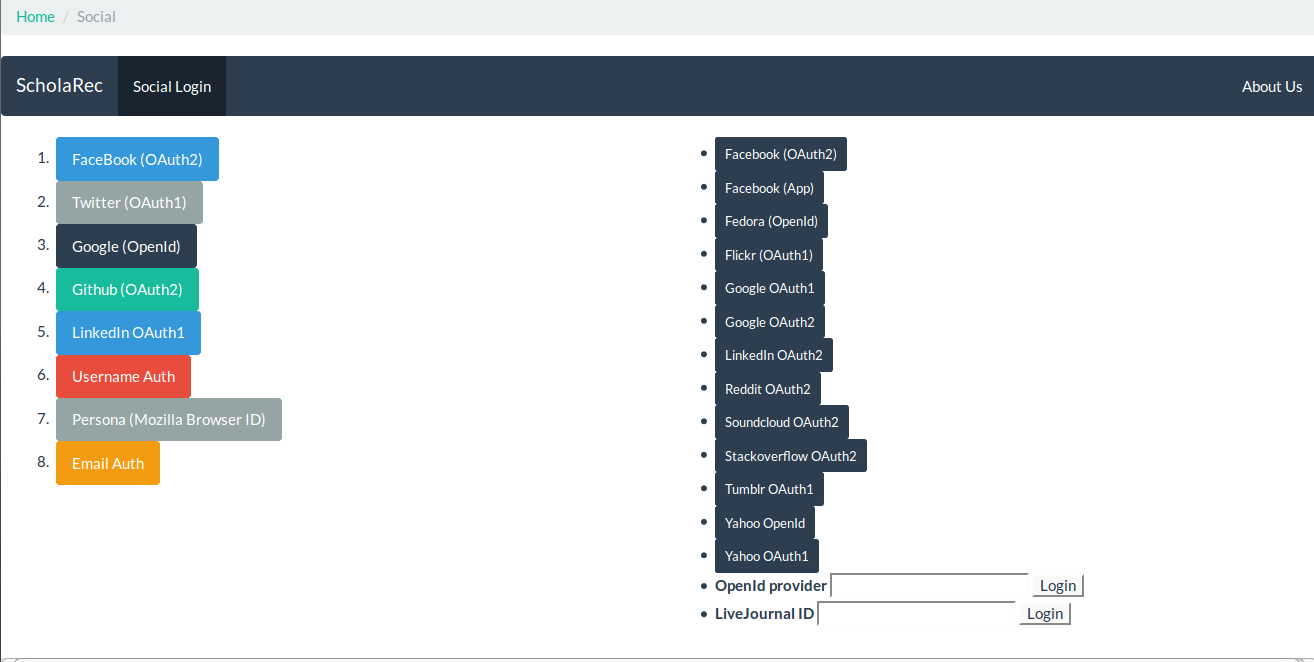 Home / Social
ScholaRec Social Login About Us
1. FaceBook (OAuth2)
2. Twitter (OAuth1)
3. Google (OpenId)
4. Github (OAuth2)
5. LinkedIn OAuth1
6. Username Auth
7. Persona (Mozilla Browser ID)
8. Email Auth
• Facebook (OAuth2)
• Facebook (App)
• Fedora (OpenId)
• Flickr (OAuth1)
• Google OAuth1
• Google OAuth2
• LinkedIn OAuth2
• Reddit OAuth2
• Soundcloud OAuth2
• Stackoverflow OAuth2
• Tumblr OAuth1
• Yahoo OpenId
• Yahoo OAuth1
• OpenId provider Login
• LiveJournal ID Login